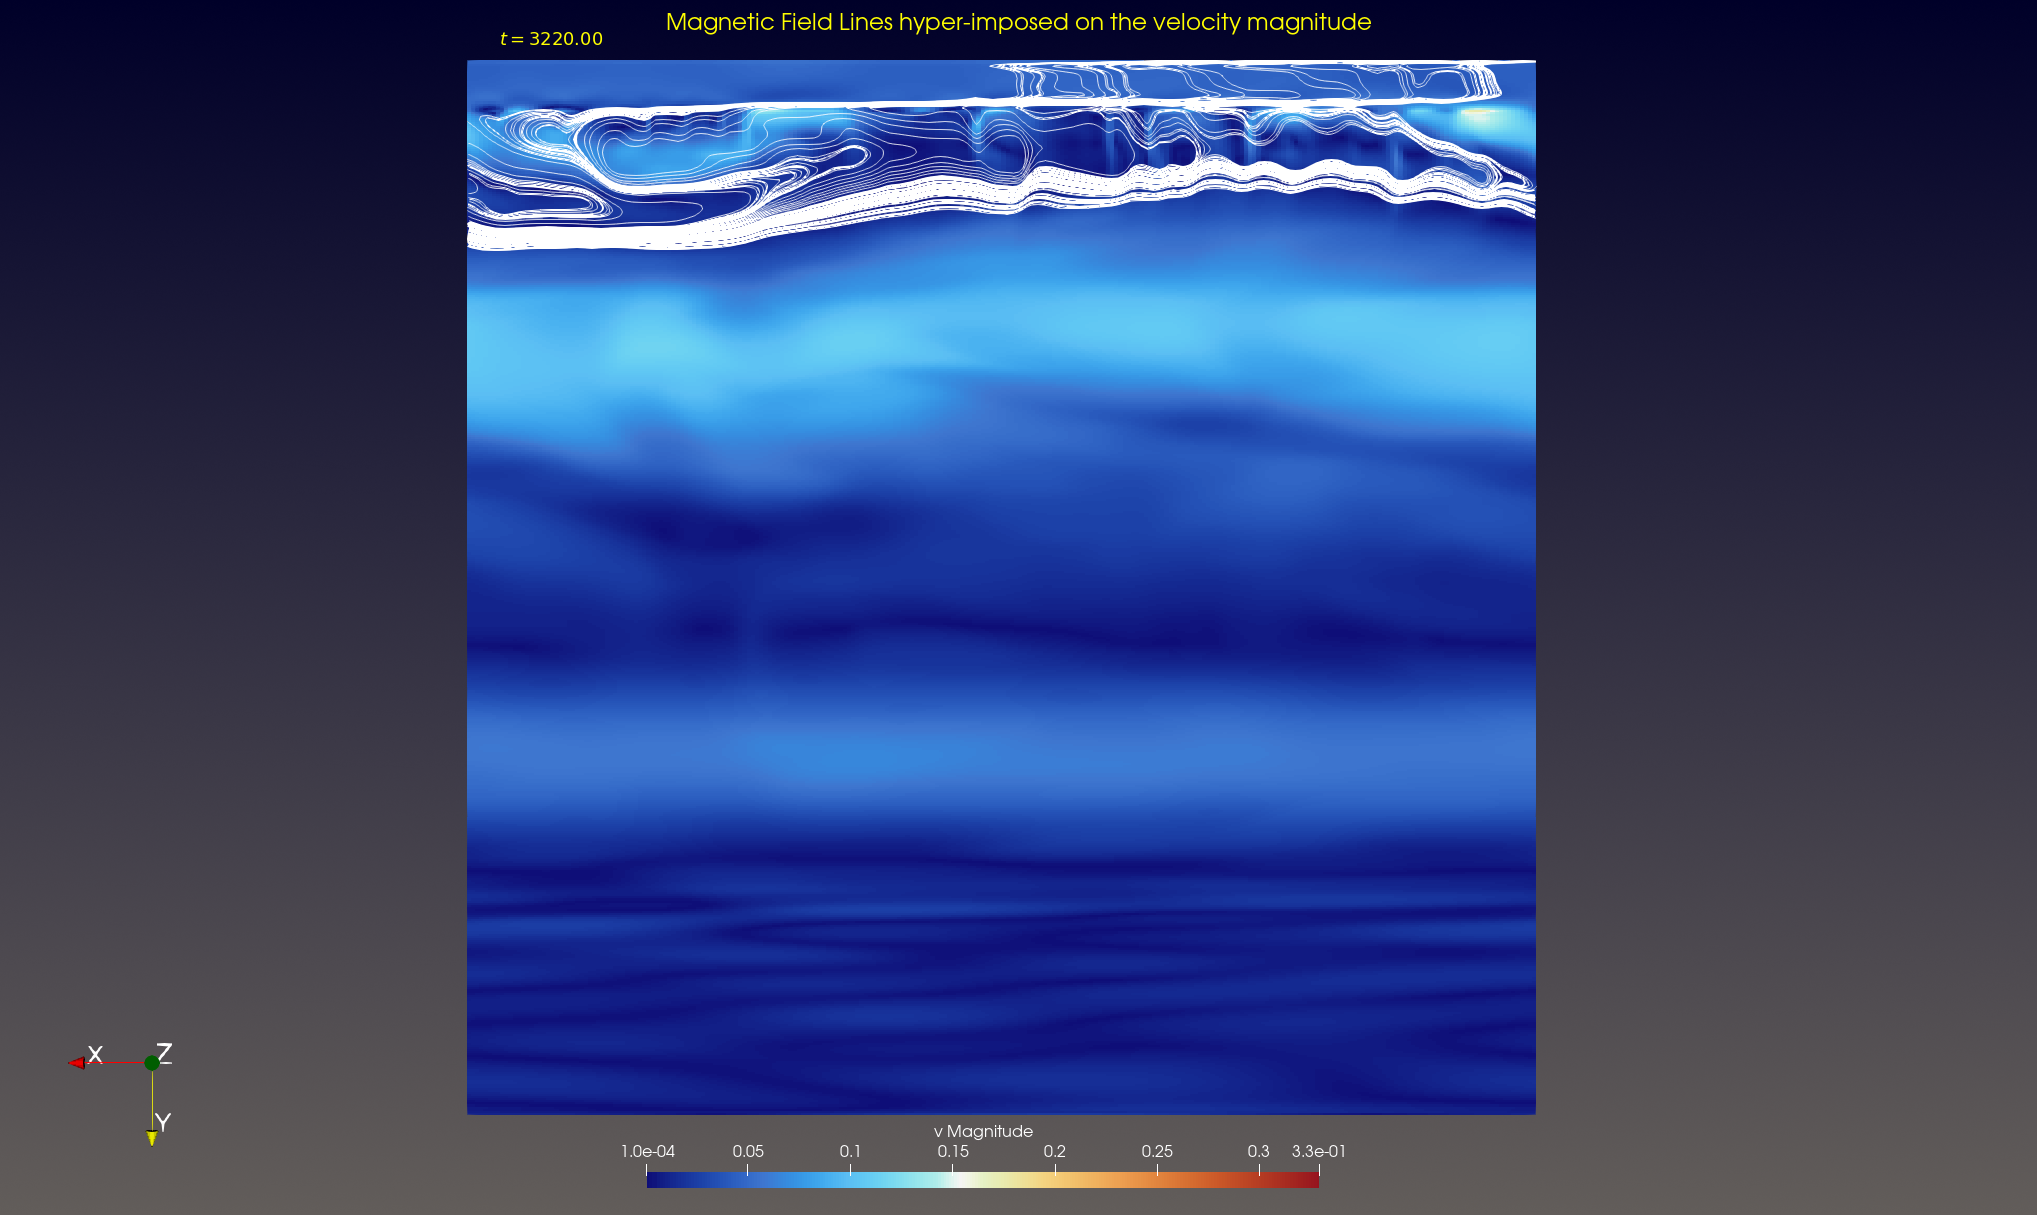 Magnetic Field Lines hyper-imposed on the velocity magnitude
t = 3220.00
X
Z
Y
v Magnitude
1.0e-04 0.05 0.1 0.15 0.2 0.25 0.3 3.3e-01